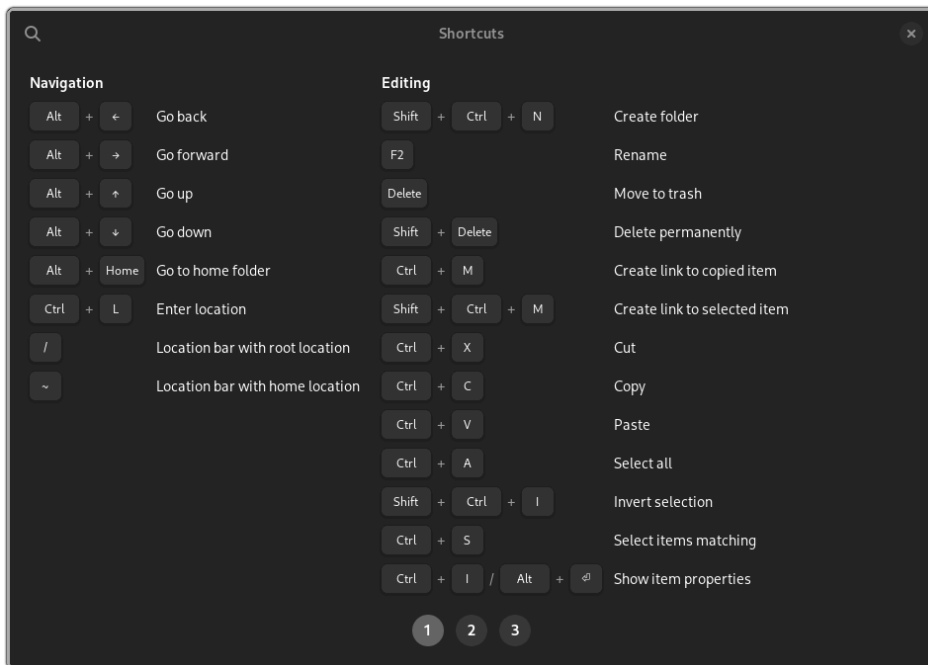 Shortcuts
Navigation
Alt + ← Go back
Alt + → Go forward
Alt + ↑ Go up
Alt + ↓ Go down
Alt + Home Go to home folder
Ctrl + L Enter location
/ Location bar with root location
~ Location bar with home location
Editing
Shift + Ctrl + N Create folder
F2 Rename
Delete Move to trash
Shift + Delete Delete permanently
Ctrl + M Create link to copied item
Shift + Ctrl + M Create link to selected item
Ctrl + X Cut
Ctrl + C Copy
Ctrl + V Paste
Ctrl + A Select all
Shift + Ctrl + I Invert selection
Ctrl + S Select items matching
Ctrl + I / Alt + ⏎ Show item properties
1 2 3